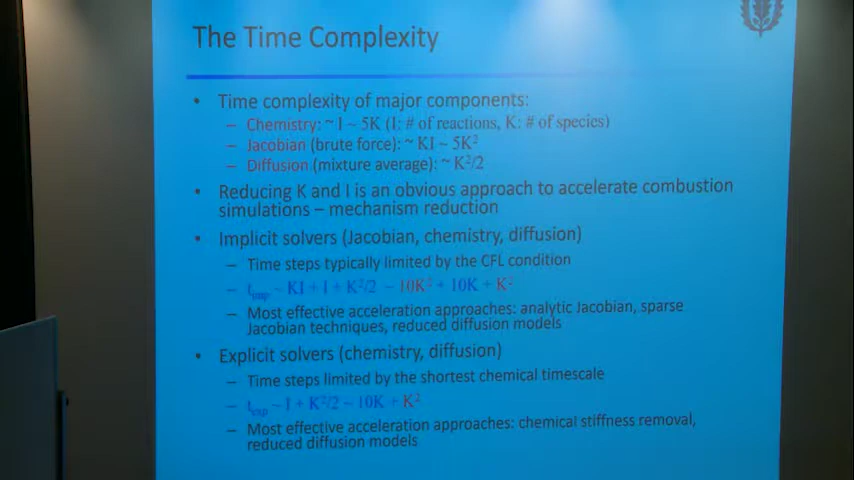 The Time Complexity
• Time complexity of major components:
– Chemistry: ~ I ~ 5K (I: # of reactions, K: # of species)
– Jacobian (brute force): ~ KI ~ 5K²
– Diffusion (mixture average): ~ K²/2
• Reducing K and I is an obvious approach to accelerate combustion
simulations – mechanism reduction
• Implicit solvers (Jacobian, chemistry, diffusion)
– Time steps typically limited by the CFL condition
– t_imp ~ KI + I + K²/2 ~ 10K² + 10K + K²
– Most effective acceleration approaches: analytic Jacobian, sparse
Jacobian techniques, reduced diffusion models
• Explicit solvers (chemistry, diffusion)
– Time steps limited by the shortest chemical timescale
– t_exp ~ I + K²/2 ~ 10K + K²
– Most effective acceleration approaches: chemical stiffness removal,
reduced diffusion models